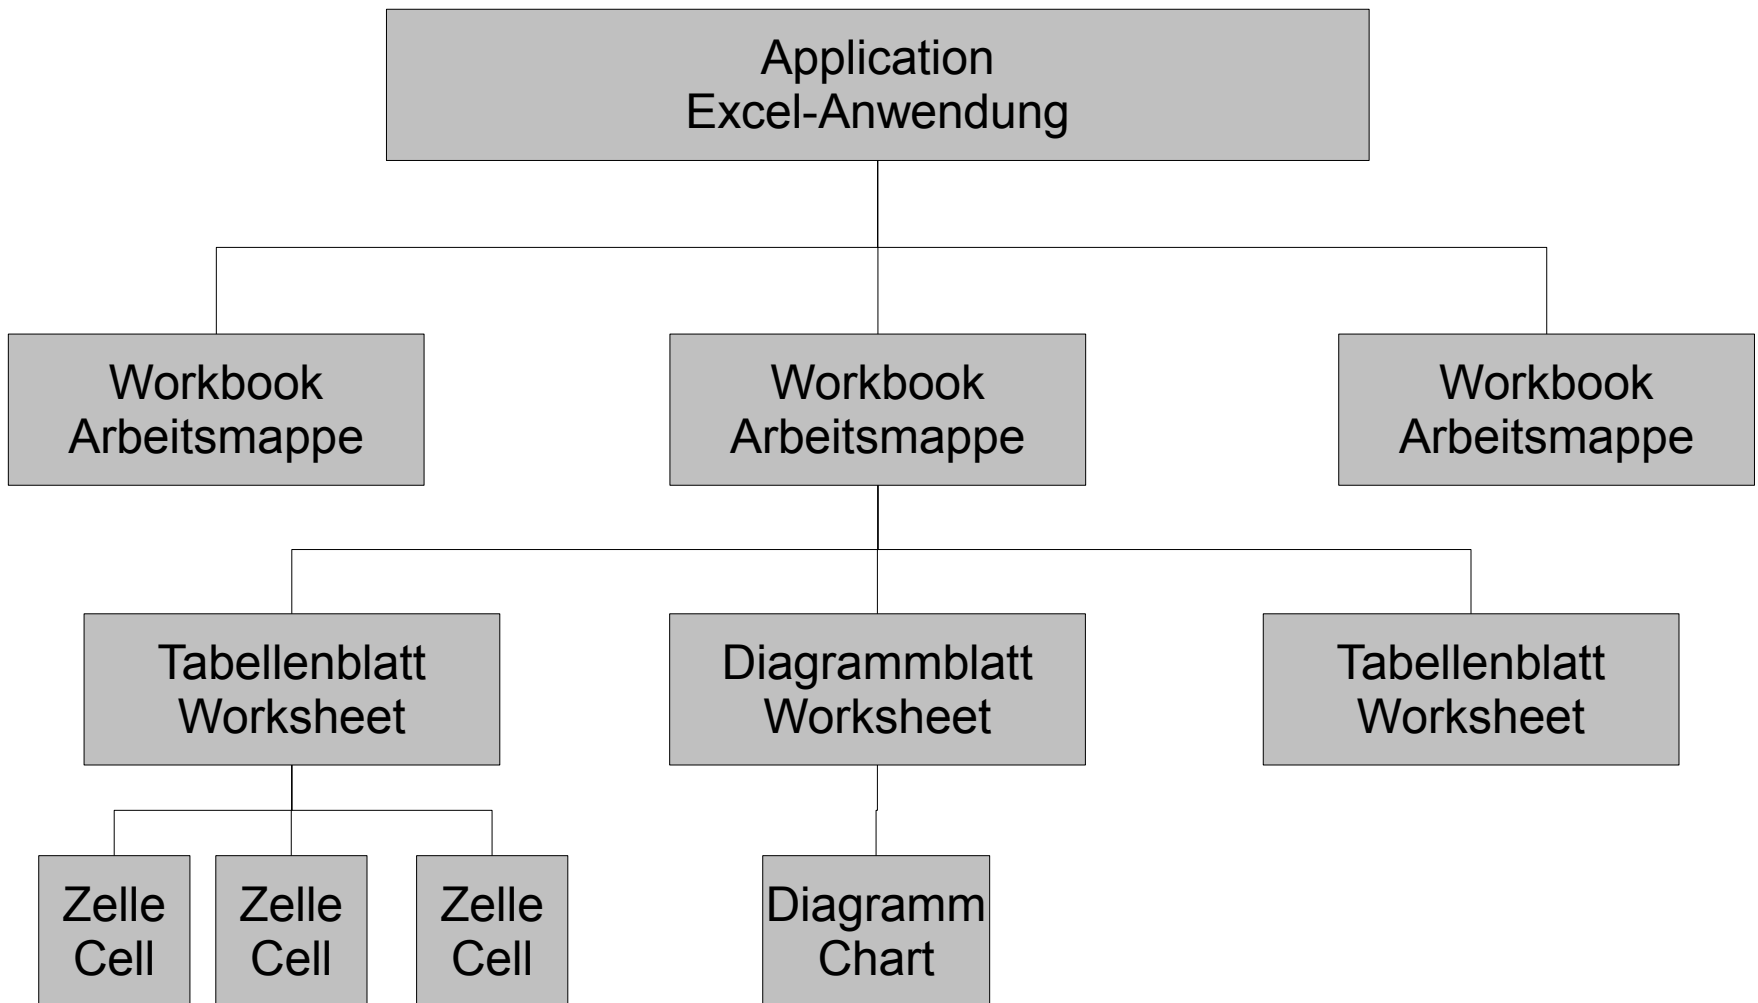 Application
Excel-Anwendung
Workbook
Arbeitsmappe
Workbook
Arbeitsmappe
Workbook
Arbeitsmappe
Tabellenblatt
Worksheet
Diagrammblatt
Worksheet
Tabellenblatt
Worksheet
Zelle
Cell
Zelle
Cell
Zelle
Cell
Diagramm
Chart